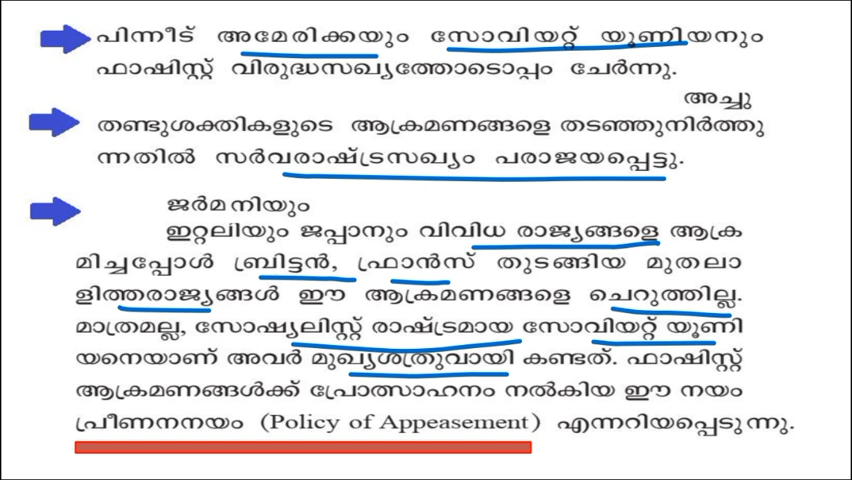 പിന്നീട് അമേരിക്കയും സോവിയറ്റ് യൂണിയനും
ഫാഷിസ്റ്റ് വിരുദ്ധസഖ്യത്തോടൊപ്പം ചേർന്നു.
അച്ചു
തണ്ടുശക്തികളുടെ ആക്രമണങ്ങളെ തടഞ്ഞുനിർത്തു
ന്നതിൽ സർവരാഷ്ട്രസഖ്യം പരാജയപ്പെട്ടു.
ജർമനിയും
ഇറ്റലിയും ജപ്പാനും വിവിധ രാജ്യങ്ങളെ ആക്ര
മിച്ചപ്പോൾ ബ്രിട്ടൻ, ഫ്രാൻസ് തുടങ്ങിയ മുതലാ
ളിത്തരാജ്യങ്ങൾ ഈ ആക്രമണങ്ങളെ ചെറുത്തില്ല.
മാത്രമല്ല, സോഷ്യലിസ്റ്റ് രാഷ്ട്രമായ സോവിയറ്റ് യൂണി
യനെയാണ് അവർ മുഖ്യശത്രുവായി കണ്ടത്. ഫാഷിസ്റ്റ്
ആക്രമണങ്ങൾക്ക് പ്രോത്സാഹനം നൽകിയ ഈ നയം
പ്രീണനനയം (Policy of Appeasement) എന്നറിയപ്പെടുന്നു.